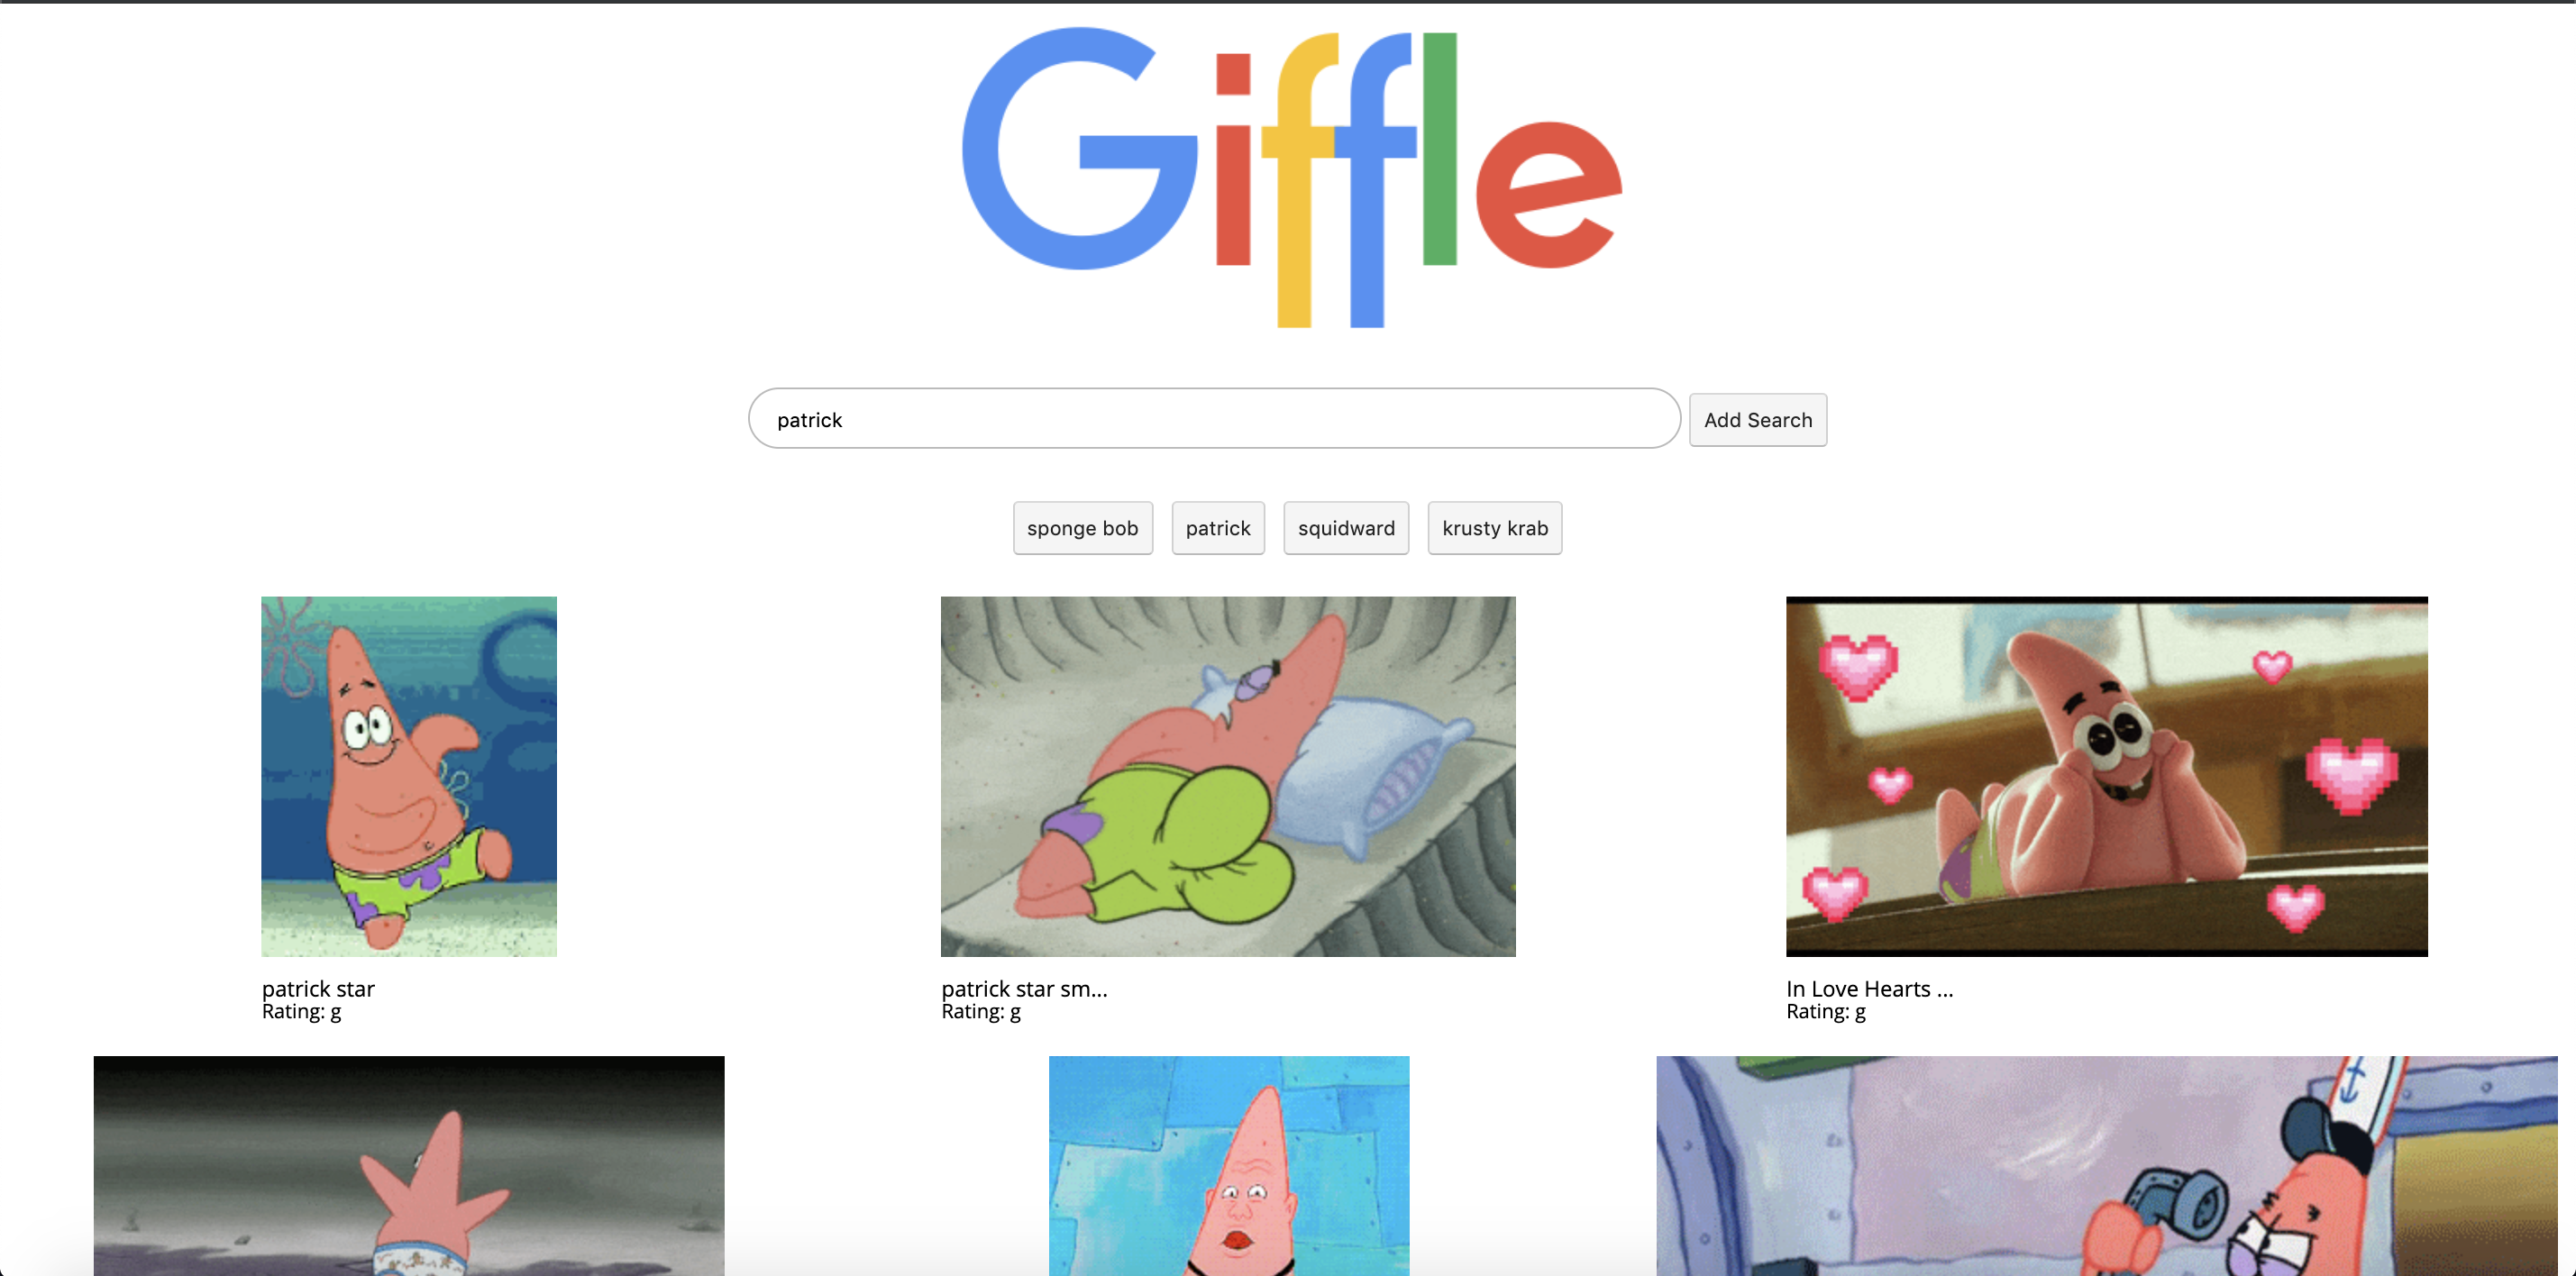 Giffle
patrick
Add Search
sponge bob
patrick
squidward
krusty krab
patrick star
Rating: g
patrick star sm...
Rating: g
In Love Hearts ...
Rating: g